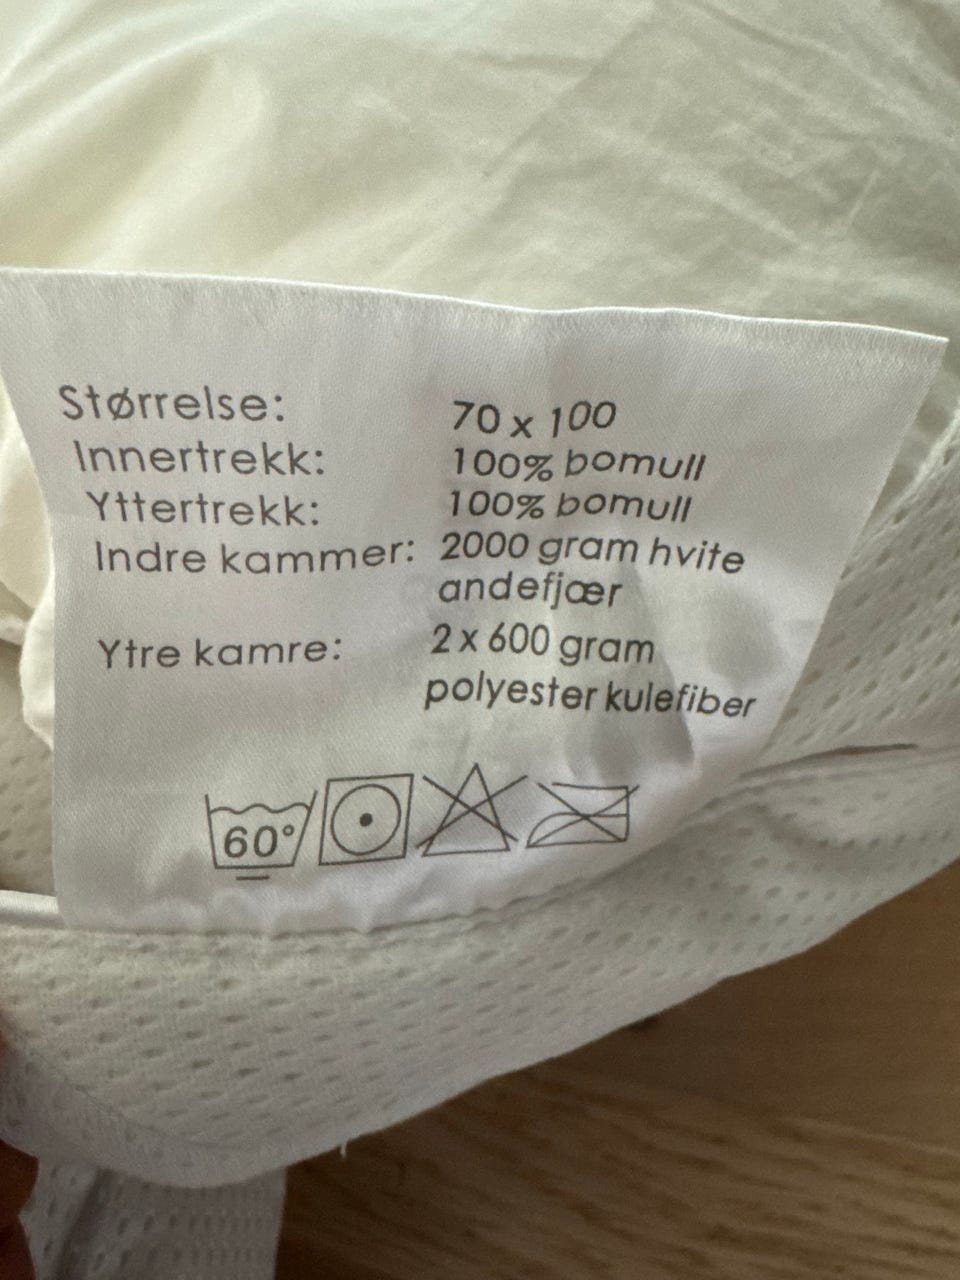 Størrelse: 70 x 100
Innertrekk: 100% bomull
Yttertrekk: 100% bomull
Indre kammer: 2000 gram hvite
andefjær
Ytre kamre: 2 x 600 gram
polyester kulefiber
60°